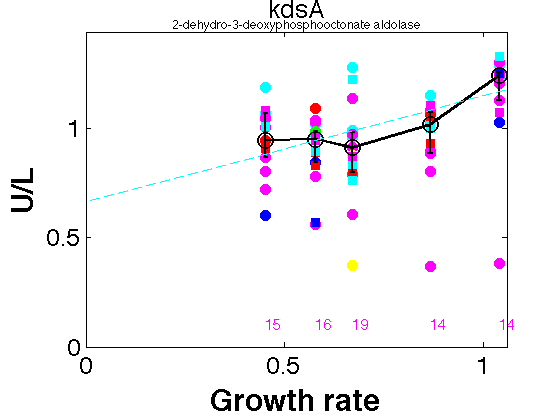 kdsA
2-dehydro-3-deoxyphosphooctonate aldolase
U/L
1
0.5
0
15 16 19 14 14
0 0.5 1
Growth rate